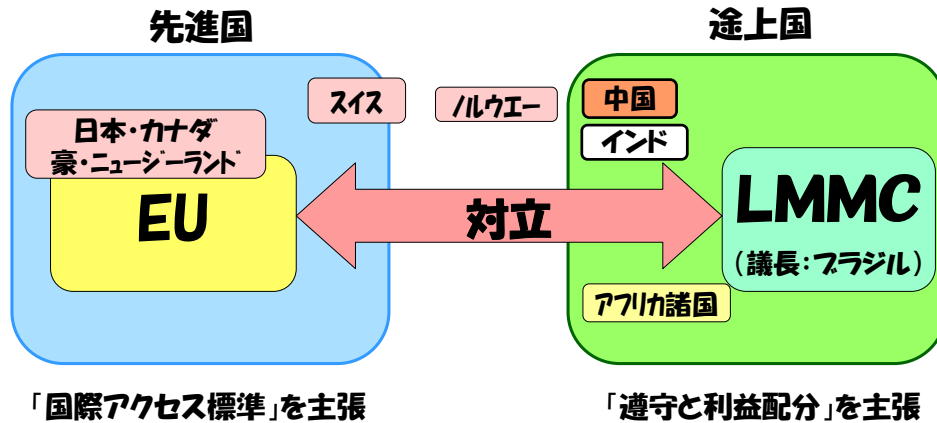 先進国
途上国
スイス
ノルウエー
中国
日本・カナダ
豪・ニュージーランド
インド
EU
対立
LMMC
(議長:ブラジル)
アフリカ諸国
「国際アクセス標準」を主張
「遵守と利益配分」を主張